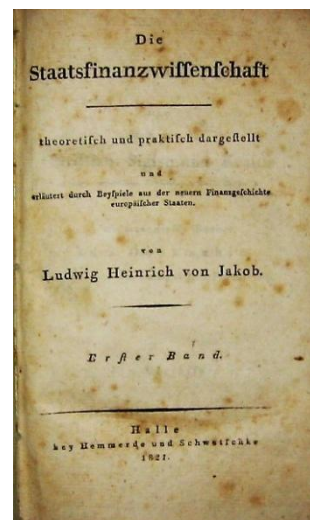 Die
Staatsfinanzwiſſenſchaft
theoretiſch und praktiſch dargeſtellt
und
erläutert durch Beyſpiele aus der neuern Finanzgeſchichte
europäiſcher Staaten.
von
Ludwig Heinrich von Jakob.
Erſter Band.
Halle
bey Hemmerde und Schwetſchke
1821.